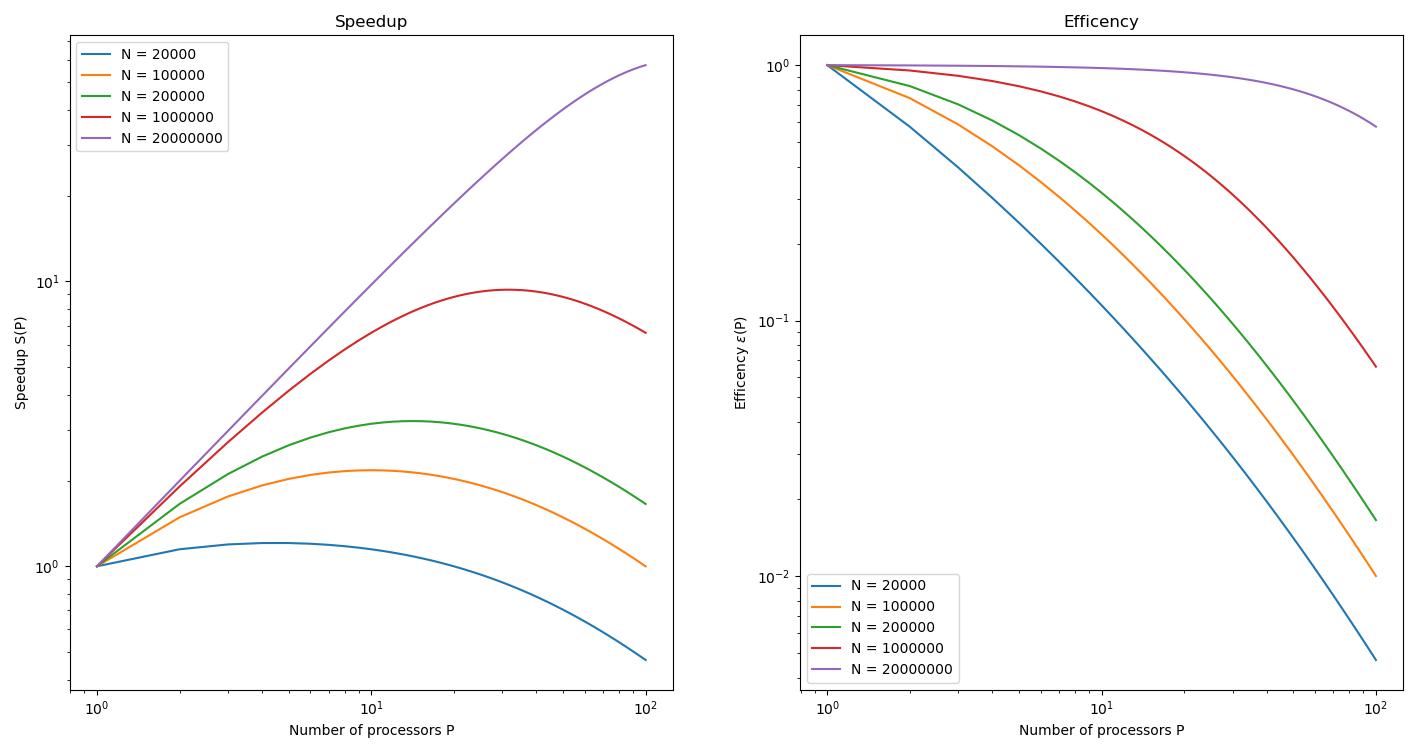 Speedup
N = 20000
N = 100000
N = 200000
N = 1000000
N = 20000000
Speedup S(P)
10¹
10⁰
10⁰
10¹
10²
Number of processors P
Efficency
Efficency ε(P)
10⁰
10⁻¹
10⁻²
N = 20000
N = 100000
N = 200000
N = 1000000
N = 20000000
10⁰
10¹
10²
Number of processors P